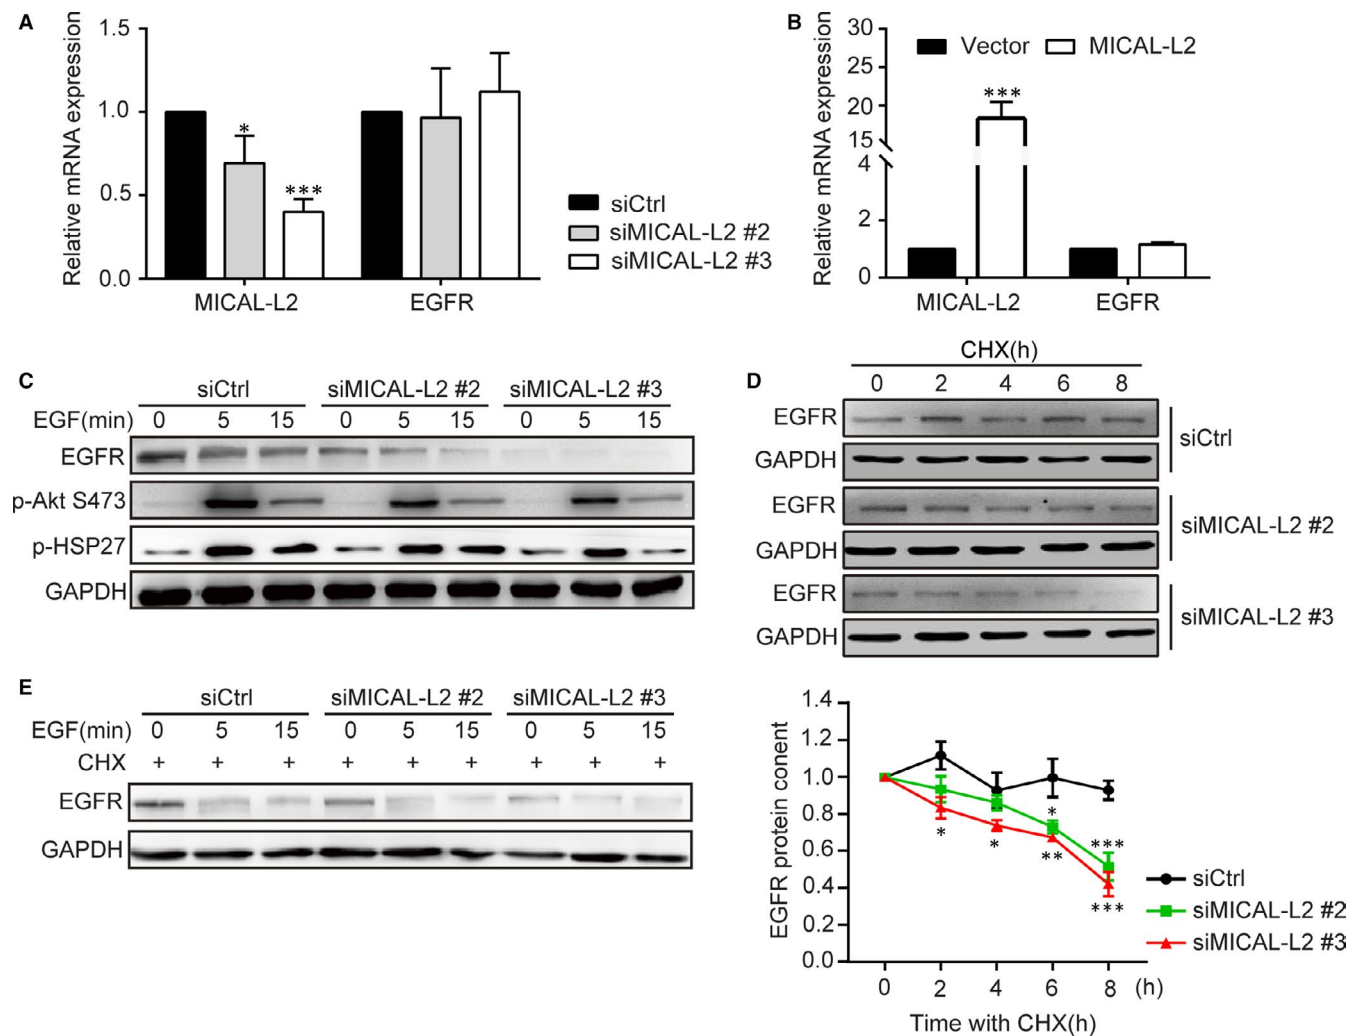 A
Relative mRNA expression
1.5
1.0
0.5
0.0
*
***
MICAL-L2 EGFR
siCtrl
siMICAL-L2 #2
siMICAL-L2 #3
B
Relative mRNA expression
30
25
20
15
4
2
0
Vector MICAL-L2
***
MICAL-L2 EGFR
C
siCtrl siMICAL-L2 #2 siMICAL-L2 #3
EGF(min) 0 5 15 0 5 15 0 5 15
EGFR
p-Akt S473
p-HSP27
GAPDH
D
CHX(h)
0 2 4 6 8
EGFR
GAPDH
siCtrl
EGFR
GAPDH
siMICAL-L2 #2
EGFR
GAPDH
siMICAL-L2 #3
E
siCtrl siMICAL-L2 #2 siMICAL-L2 #3
EGF(min) 0 5 15 0 5 15 0 5 15
CHX + + + + + + + + +
EGFR
GAPDH
EGFR protein conent
1.4
1.2
1.0
0.8
0.6
0.4
0.2
0.0
* * * ** *** ***
0 2 4 6 8 (h)
Time with CHX(h)
siCtrl
siMICAL-L2 #2
siMICAL-L2 #3